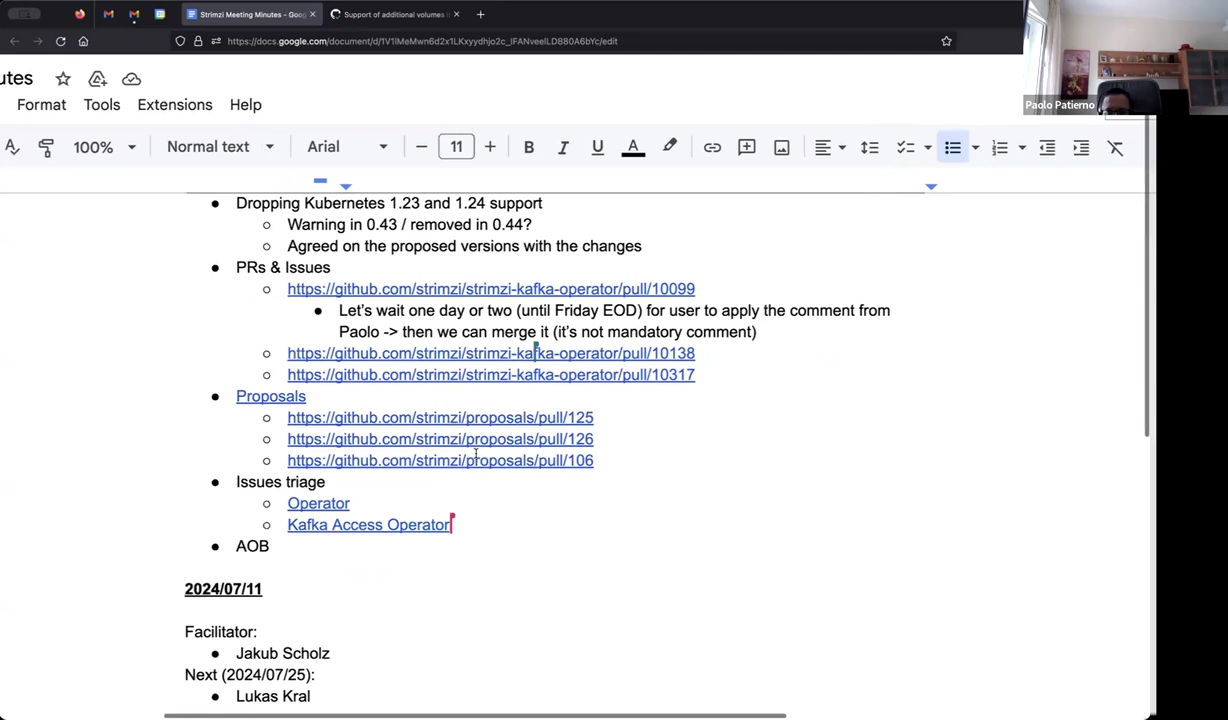 Strimzi Meeting Minutes – Goog
Support of additional volumes i
https://docs.google.com/document/d/1V1lMeMwn6d2x1LKxyydhjo2c_IFANveelLD880A6bYc/edit
Paolo Patierno
utes
Format Tools Extensions Help
100% Normal text Arial 11
Dropping Kubernetes 1.23 and 1.24 support
Warning in 0.43 / removed in 0.44?
Agreed on the proposed versions with the changes
PRs & Issues
https://github.com/strimzi/strimzi-kafka-operator/pull/10099
Let's wait one day or two (until Friday EOD) for user to apply the comment from
Paolo -> then we can merge it (it's not mandatory comment)
https://github.com/strimzi/strimzi-kafka-operator/pull/10138
https://github.com/strimzi/strimzi-kafka-operator/pull/10317
Proposals
https://github.com/strimzi/proposals/pull/125
https://github.com/strimzi/proposals/pull/126
https://github.com/strimzi/proposals/pull/106
Issues triage
Operator
Kafka Access Operator
AOB
2024/07/11
Facilitator:
Jakub Scholz
Next (2024/07/25):
Lukas Kral